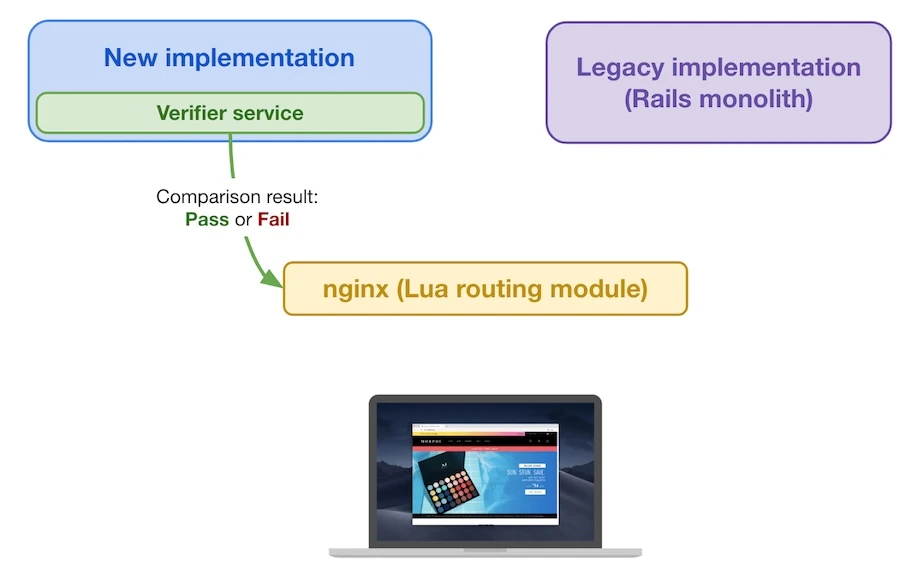 New implementation
Verifier service
Legacy implementation
(Rails monolith)
Comparison result:
Pass or Fail
nginx (Lua routing module)
MORPHE
SUN STUN SAVE